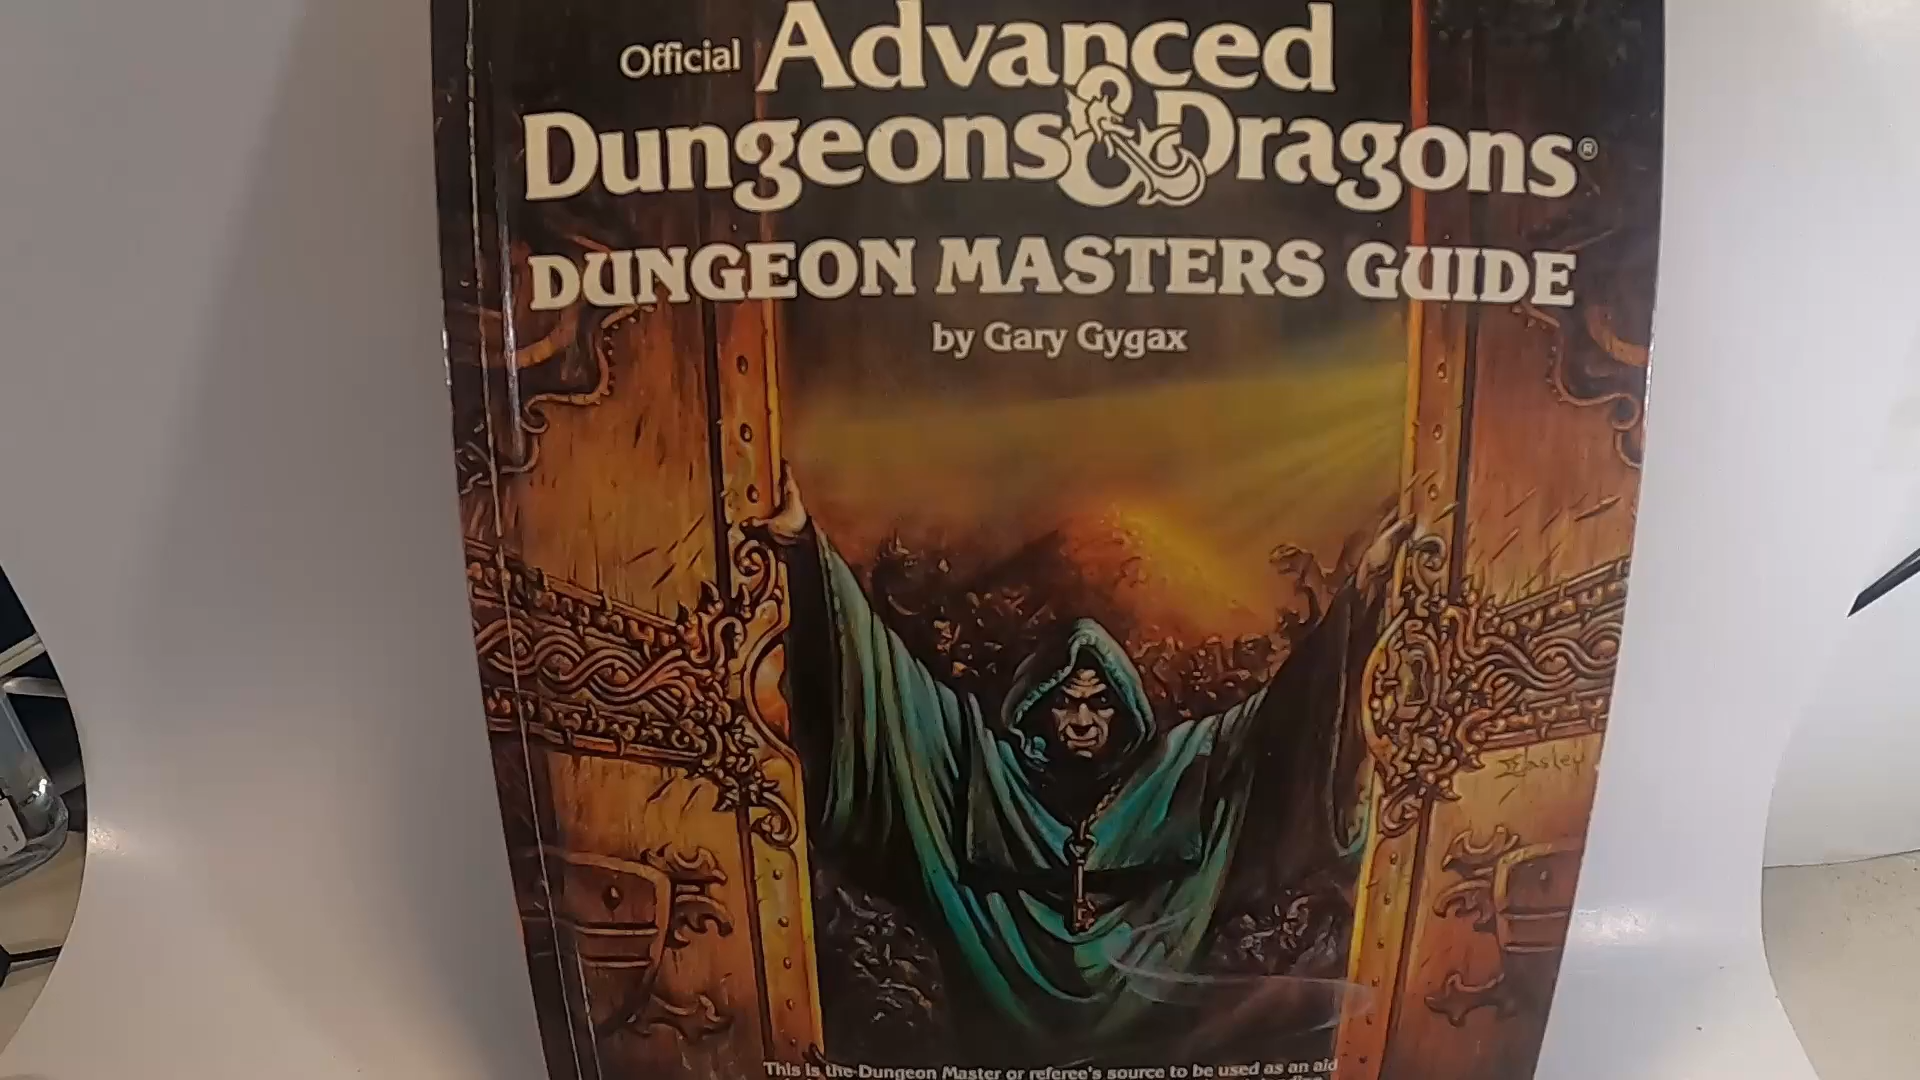 Official Advanced
Dungeons & Dragons®
DUNGEON MASTERS GUIDE
by Gary Gygax
Easley
This is the Dungeon Master or referee's source to be used as an aid